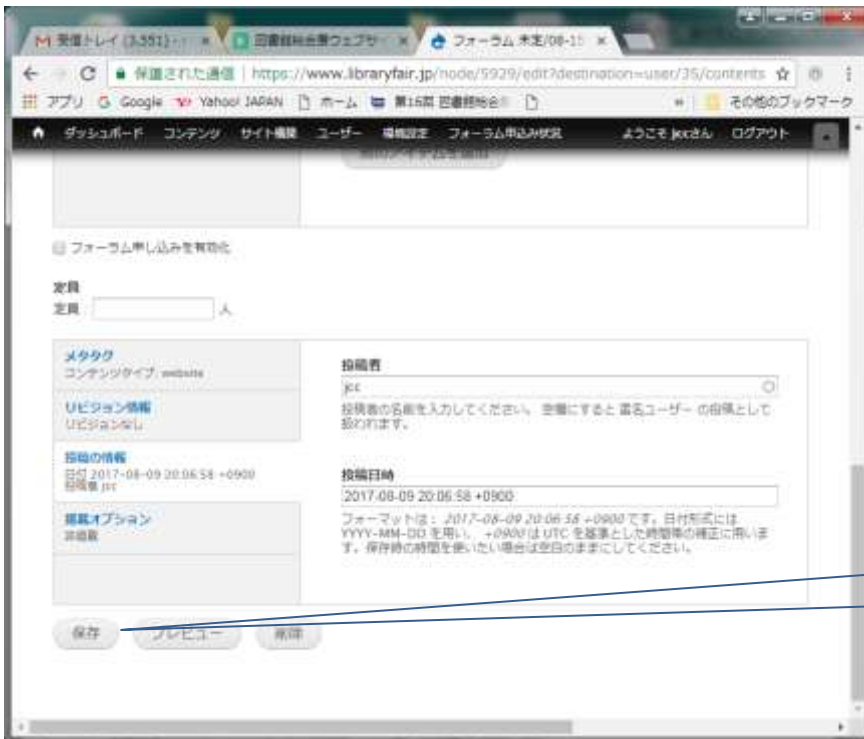 受信トレイ (3,551)
図書館総合展ウェブサ
フォーラム 未定/08-15
保護された通信 | https://www.libraryfair.jp/node/5929/edit?destination=user/35/contents
アプリ Google Yahoo! JAPAN ホーム 第16回 図書館総合 その他のブックマーク
ダッシュボード コンテンツ サイト構築 ユーザー 環境設定 フォーラム申込み状況 ようこそ jccさん ログアウト
フォーラム申し込みを有効化
定員
定員: 人
メタタグ
コンテンツタイプ: website
リビジョン情報
リビジョンなし
投稿の情報
日付 2017-08-09 20:06:58 +0900
投稿者 jcc
掲載オプション
非掲載
投稿者
jcc
投稿者の名前を入力してください。 空欄にすると 匿名ユーザー の投稿として
扱われます。
投稿日時
2017-08-09 20:06:58 +0900
フォーマットは： 2017-08-09 20:06:58 +0900 です。日付形式には
YYYY-MM-DD を用い、 +0900 は UTC を基準とした時間帯の補正に用いま
す。保存時の時間を使いたい場合は空白のままにしてください。
保存 プレビュー 削除